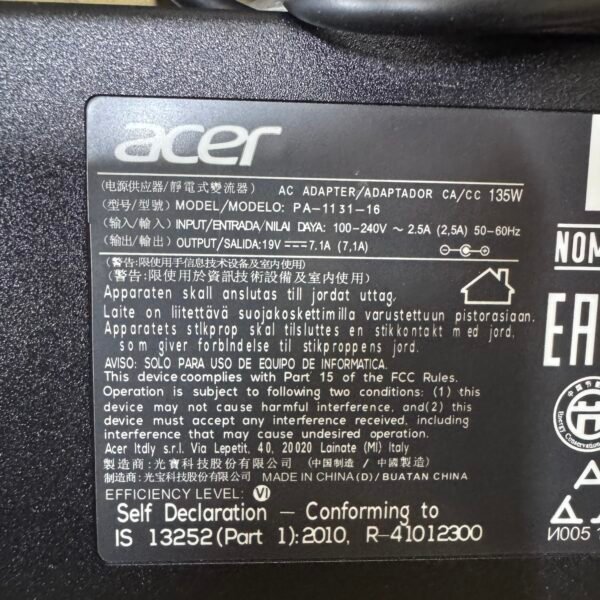 acer
(电源供应器/靜電式變流器) AC ADAPTER/ADAPTADOR CA/CC 135W
(型号/型號) MODEL/MODELO: PA-1131-16
(输入/輸入) INPUT/ENTRADA/NILAI DAYA: 100-240V ~ 2.5A (2,5A) 50-60Hz
(输出/輸出) OUTPUT/SALIDA:19V ⎓ 7.1A (7,1A)
(警告:限使用于信息技术设备及室内使用)
(警告:限使用於資訊技術設備及室内使用)
Apparaten skall anslutas till jordat uttag,
Laite on liitettävä suojakoskettimilla varustettuun pistorasiaan.
Apparatets stlkprop skal tilsluttes en stikkontakt med jord,
som giver forbIndelse til stikproppens jord.
AVISO: SOLO PARA USO DE EQUIPO DE INFORMATICA.
This device coomplies with Part 15 of the FCC Rules.
Operation is subject to following two conditions: (1) this
device may not cause harmful interference, and(2) this
device must accept any interference received, including
interference that may cause undesired operation.
Acer Itdly s.r.l. Via Lepetit, 40, 20020 Lainate (MI) Italy
製造商:光寶科技股份有限公司 (中国制造 / 中國製造)
制造商:光宝科技股份有限公司 MADE IN CHINA(D)/BUATAN CHINA
EFFICIENCY LEVEL: VI
Self Declaration - Conforming to
IS 13252(Part 1):2010, R-41012300
NOM
EA
И005 1